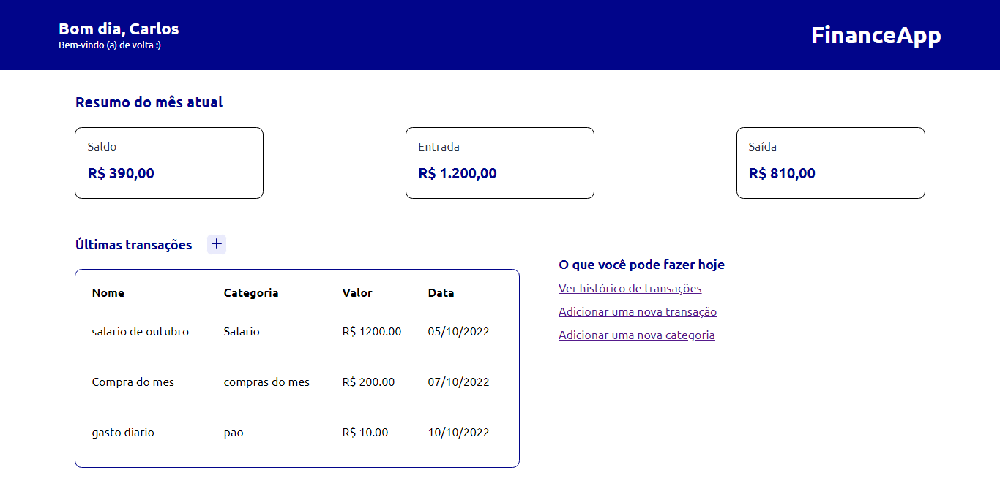 Bom dia, Carlos
Bem-vindo (a) de volta :)
FinanceApp
Resumo do mês atual
Saldo
R$ 390,00
Entrada
R$ 1.200,00
Saída
R$ 810,00
Últimas transações +
Nome Categoria Valor Data
salario de outubro Salario R$ 1200.00 05/10/2022
Compra do mes compras do mes R$ 200.00 07/10/2022
gasto diario pao R$ 10.00 10/10/2022
O que você pode fazer hoje
Ver histórico de transações
Adicionar uma nova transação
Adicionar uma nova categoria